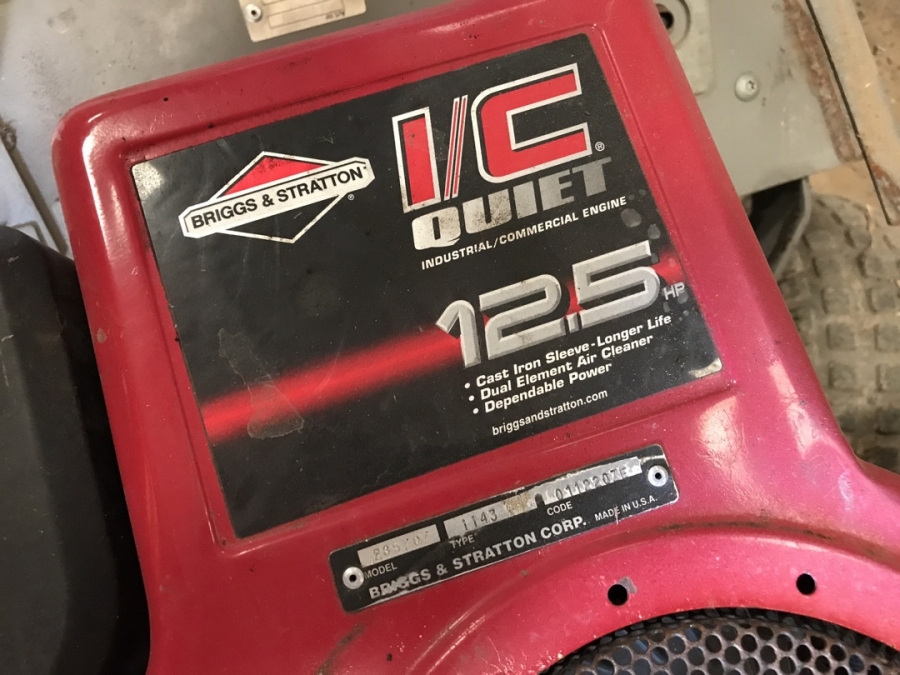 BRIGGS & STRATTON®
I/C®
QUIET
INDUSTRIAL/COMMERCIAL ENGINE
12.5 HP
• Cast Iron Sleeve-Longer Life
• Dual Element Air Cleaner
• Dependable Power
briggsandstratton.com
1143
MODEL TYPE CODE
BRIGGS & STRATTON CORP. MADE IN U.S.A.